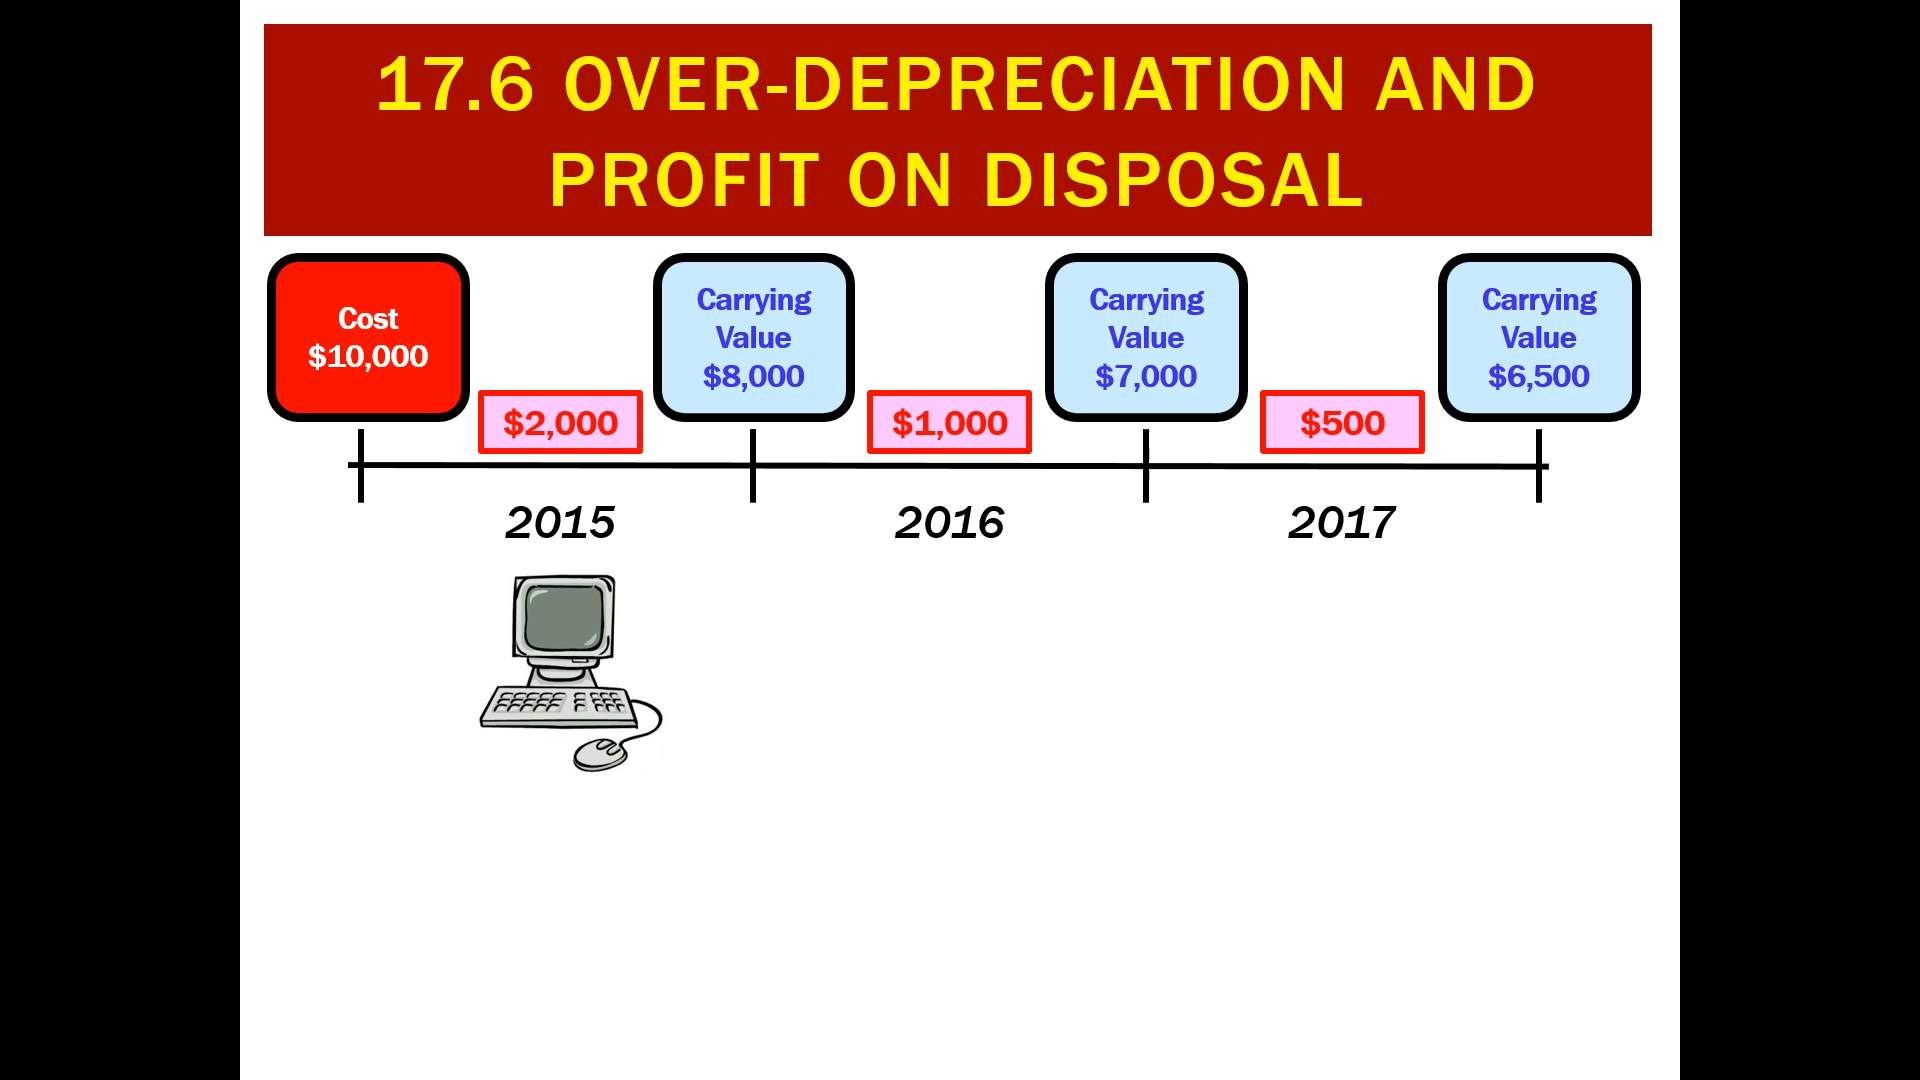 17.6 OVER-DEPRECIATION AND
PROFIT ON DISPOSAL
Cost
$10,000
Carrying
Value
$8,000
Carrying
Value
$7,000
Carrying
Value
$6,500
$2,000
$1,000
$500
2015
2016
2017